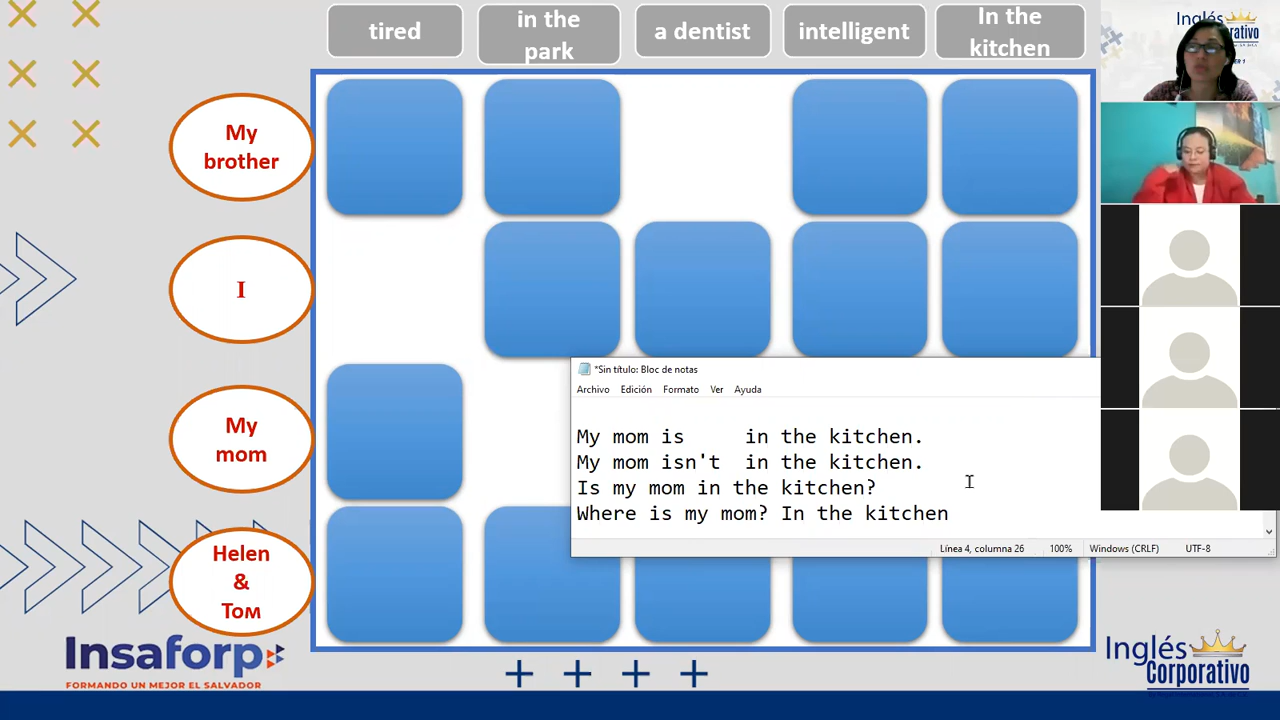 tired
in the
park
a dentist
intelligent
In the
kitchen
My
brother
I
My
mom
Helen
&
Tom
*Sin título: Bloc de notas
Archivo Edición Formato Ver Ayuda
My mom is in the kitchen.
My mom isn't in the kitchen.
Is my mom in the kitchen?
Where is my mom? In the kitchen
Línea 4, columna 26 100% Windows (CRLF) UTF-8
Insaforp
FORMANDO UN MEJOR EL SALVADOR
Inglés
Corporativo
Inglés